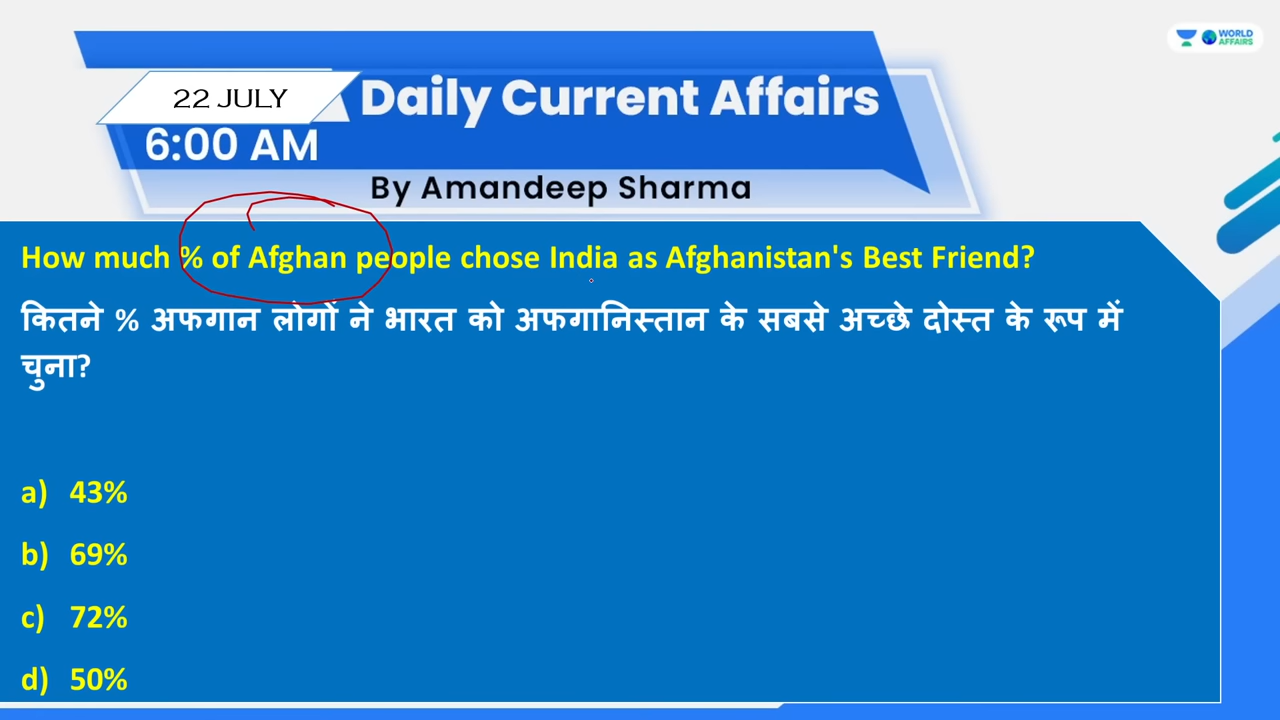 WORLD
AFFAIRS
22 JULY
Daily Current Affairs
6:00 AM
By Amandeep Sharma
How much % of Afghan people chose India as Afghanistan's Best Friend?
कितने % अफगान लोगों ने भारत को अफगानिस्तान के सबसे अच्छे दोस्त के रूप में
चुना?
a) 43%
b) 69%
c) 72%
d) 50%